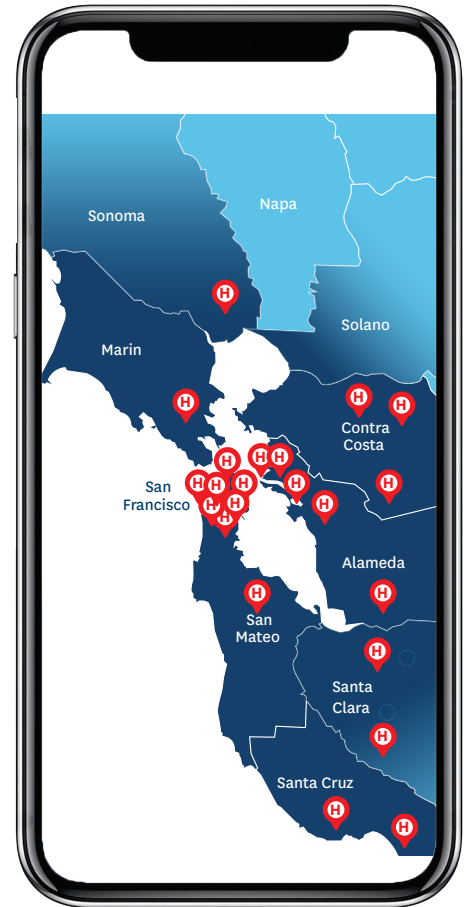 Napa
Sonoma
H
Solano
Marin
H
H
H
Contra
Costa
H
H
H
San
Francisco
H
H
H
H
H
H
H
H
H
H
Alameda
H
H
San
Mateo
H
Santa
Clara
H
Santa Cruz
H
H